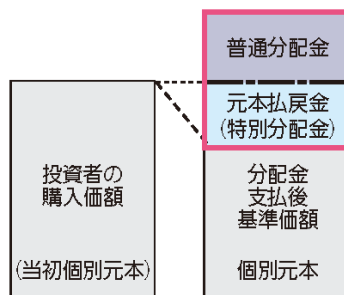 普通分配金
元本払戻金
(特別分配金)
投資者の
購入価額
(当初個別元本)
分配金
支払後
基準価額
個別元本